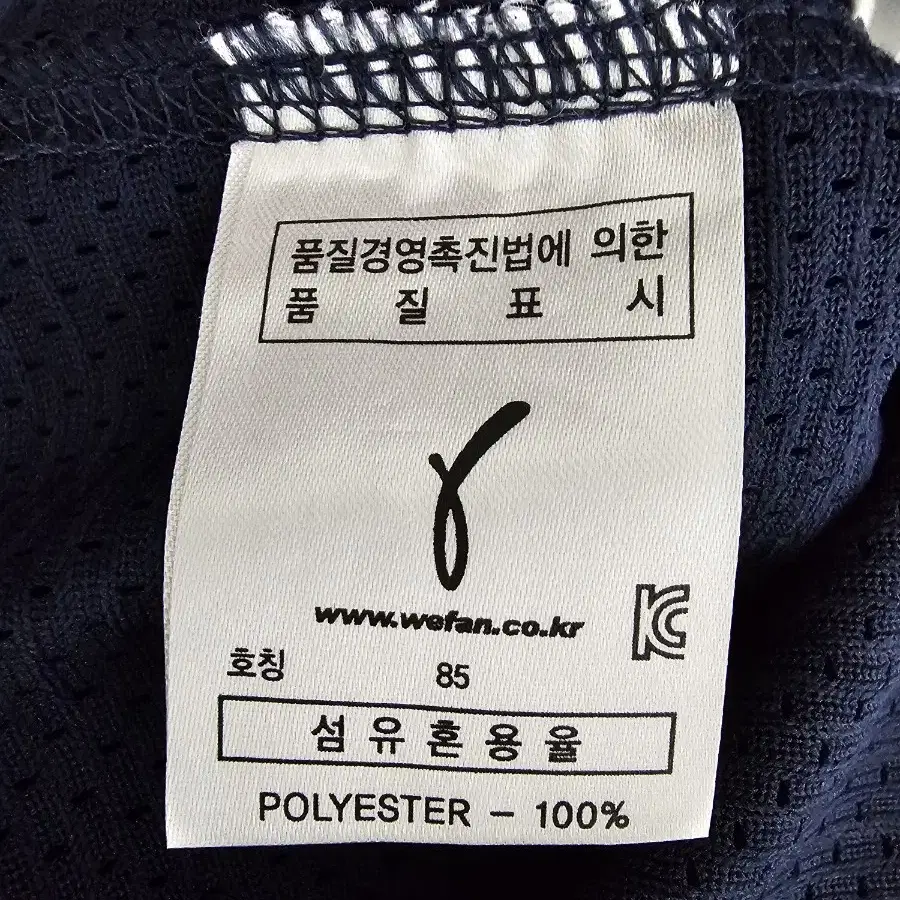 품질경영촉진법에 의한
품 질 표 시
www.wefan.co.kr
KC
호칭 85
섬유혼용율
POLYESTER - 100%